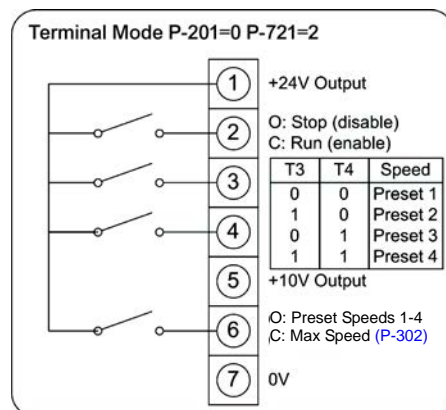 Terminal Mode P-201=0 P-721=2
1 +24V Output
2 O: Stop (disable)
C: Run (enable)
3
T3 T4 Speed
0 0 Preset 1
1 0 Preset 2
0 1 Preset 3
1 1 Preset 4
4
5 +10V Output
6 O: Preset Speeds 1-4
C: Max Speed (P-302)
7 0V